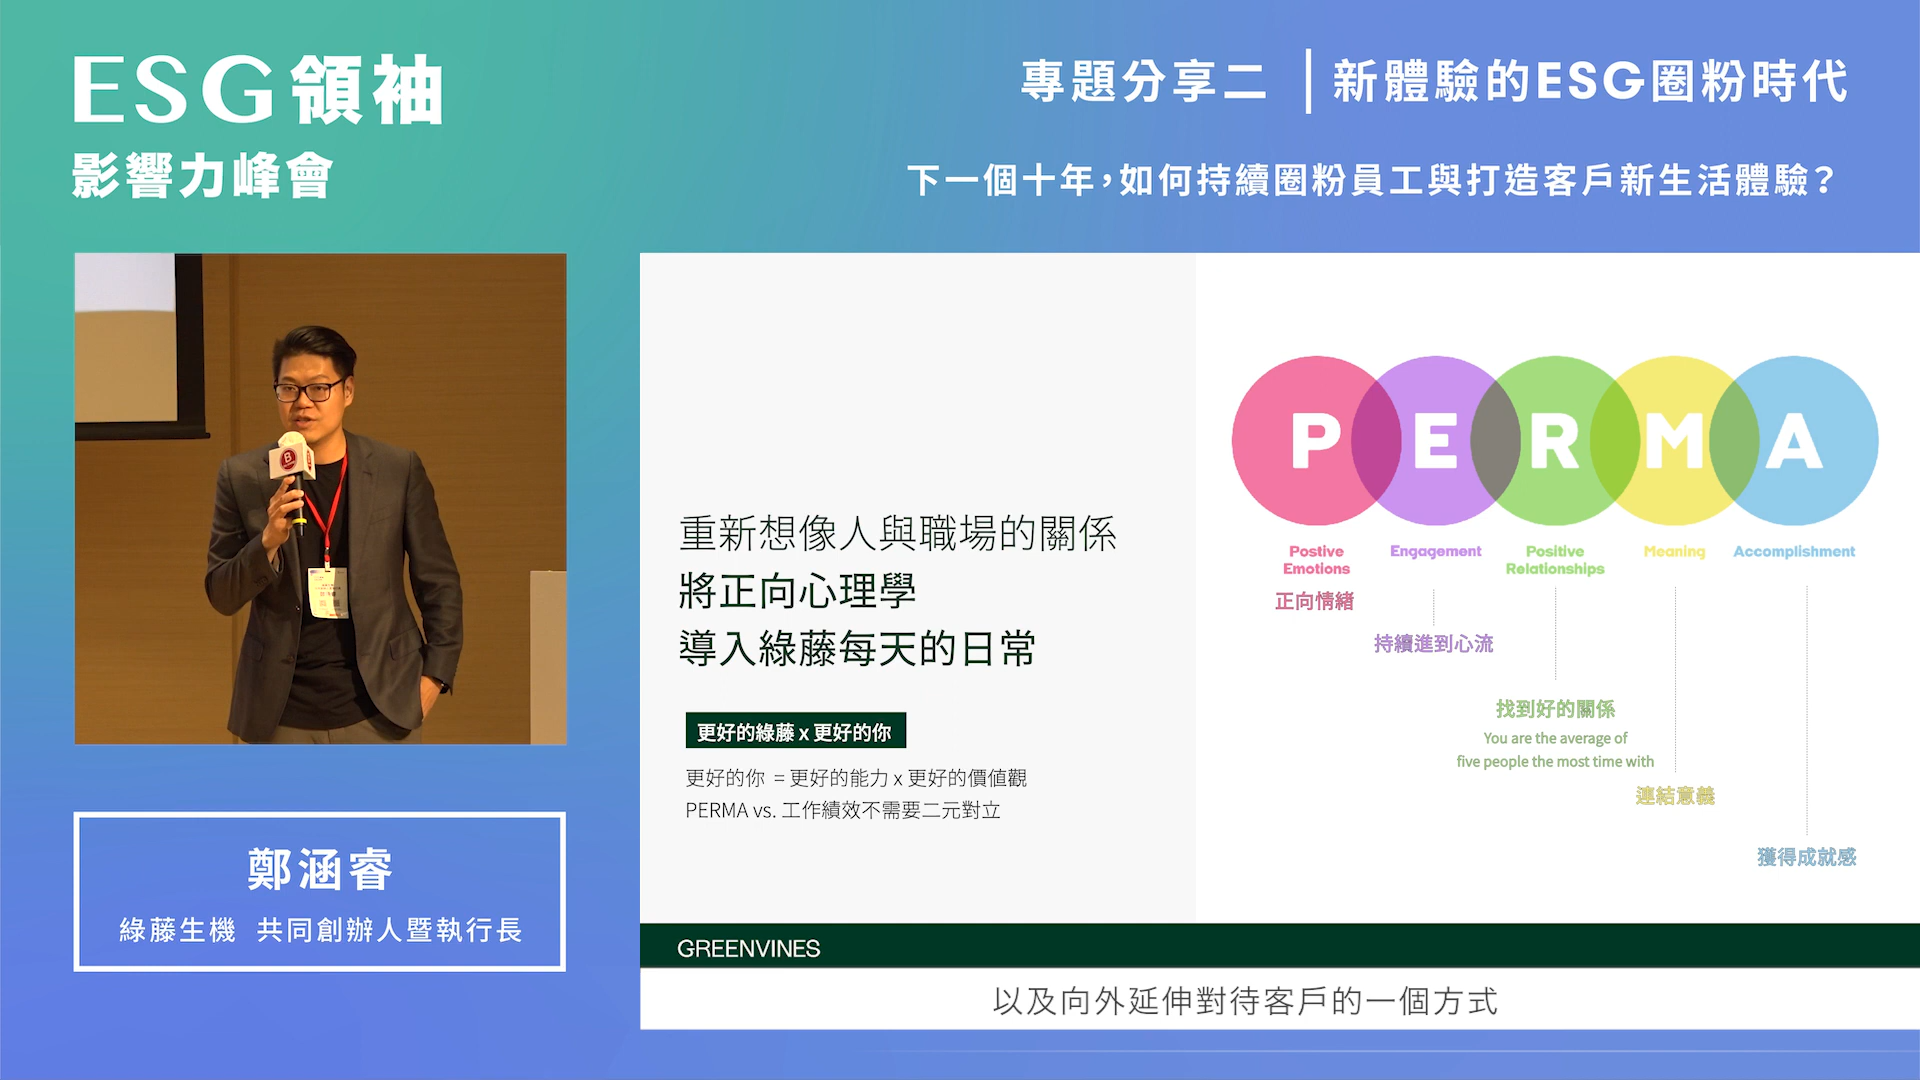 ESG領袖
影響力峰會
專題分享二｜新體驗的ESG圈粉時代
下一個十年，如何持續圈粉員工與打造客戶新生活體驗？
B
鄭涵睿
綠藤生機 共同創辦人暨執行長
重新想像人與職場的關係
將正向心理學
導入綠藤每天的日常
更好的綠藤 x 更好的你
更好的你 = 更好的能力 x 更好的價值觀
PERMA vs. 工作績效不需要二元對立
P E R M A
Postive
Emotions
正向情緒
Engagement
持續進到心流
Positive
Relationships
找到好的關係
You are the average of
five people the most time with
Meaning
連結意義
Accomplishment
獲得成就感
GREENVINES
以及向外延伸對待客戶的一個方式